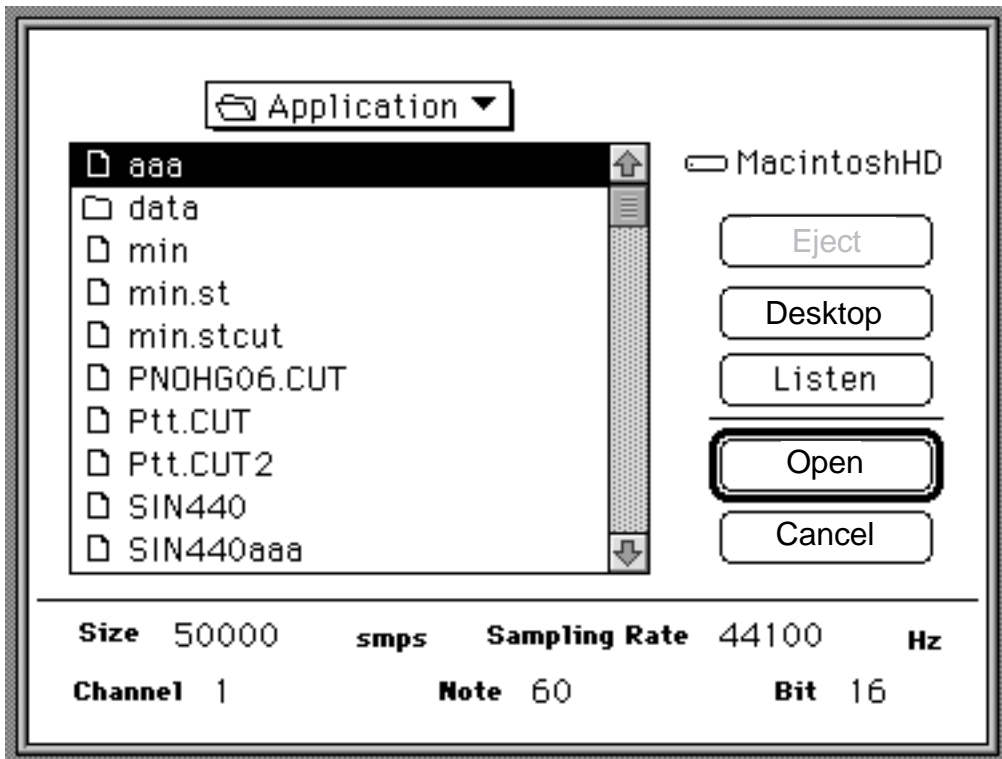 Application
aaa
data
min
min.st
min.stcut
PNOHG06.CUT
Ptt.CUT
Ptt.CUT2
SIN440
SIN440aaa
MacintoshHD
Eject
Desktop
Listen
Open
Cancel
Size 50000 smps Sampling Rate 44100 Hz
Channel 1 Note 60 Bit 16